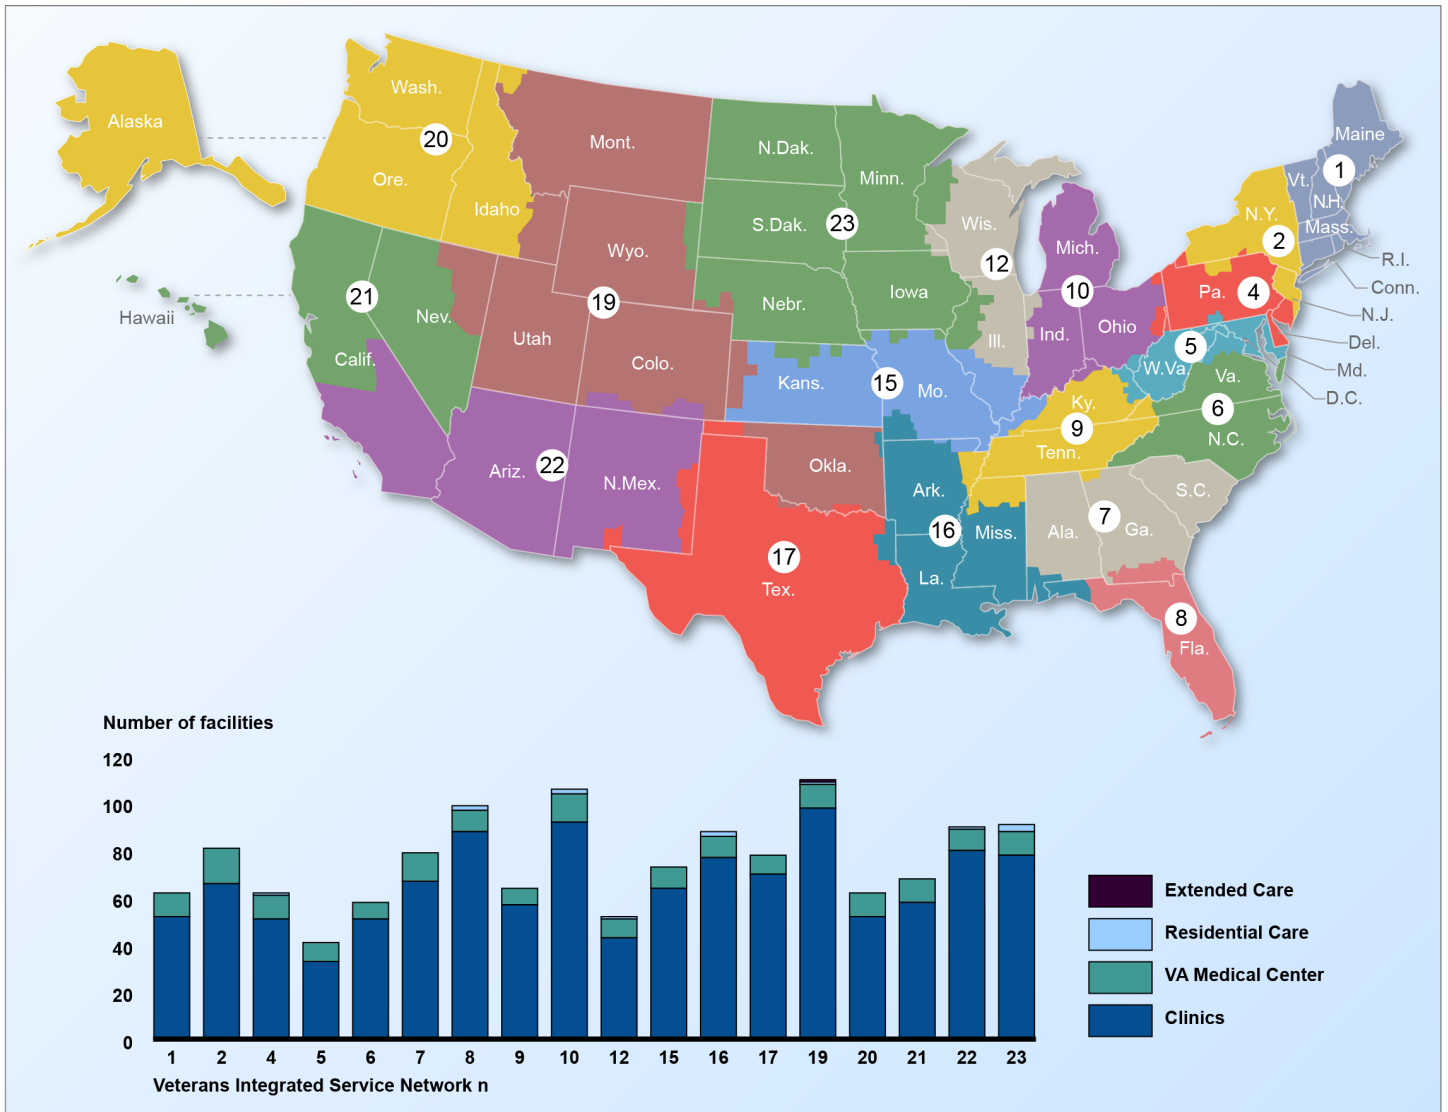 Wash.
Mont.
N.Dak.
Minn.
Maine
Alaska
20
1
Ore.
Idaho
S.Dak.
23
Wis.
Vt.
N.H.
N.Y.
Mass.
2
Wyo.
12
Mich.
R.I.
Conn.
Hawaii
21
Nev.
19
Nebr.
Iowa
10
Pa.
4
N.J.
Utah
Ill.
Ind.
Ohio
5
Del.
Calif.
Colo.
Kans.
15
Mo.
W.Va.
Va.
Md.
D.C.
Ky.
9
6
N.C.
Tenn.
Ariz.
22
N.Mex.
Okla.
Ark.
S.C.
16
Miss.
Ala.
7
Ga.
17
Tex.
La.
8
Fla.
Number of facilities
120
100
80
60
40
20
0
1 2 4 5 6 7 8 9 10 12 15 16 17 19 20 21 22 23
Veterans Integrated Service Network n
Extended Care
Residential Care
VA Medical Center
Clinics